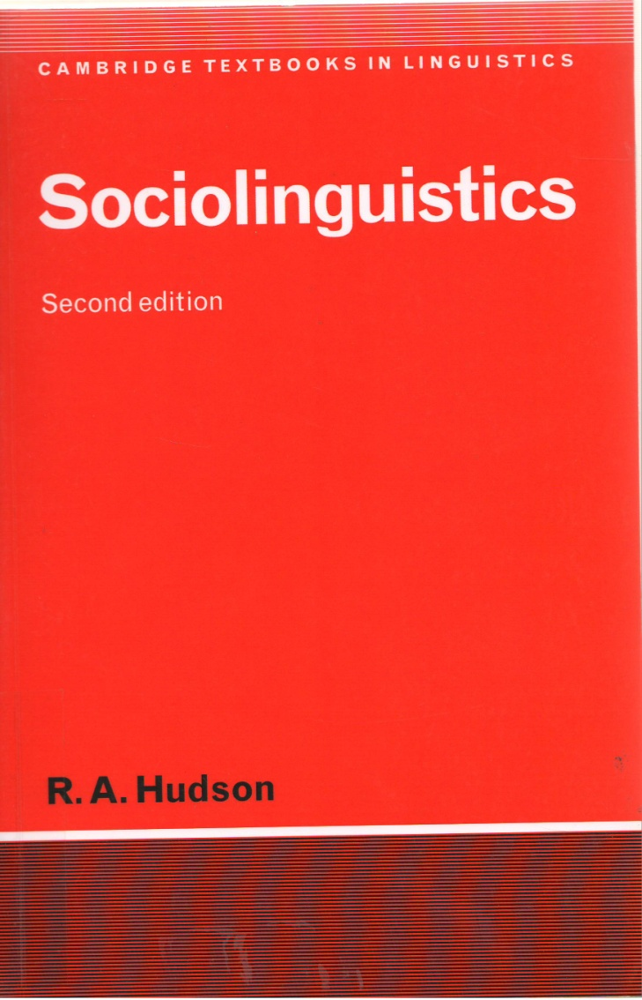 CAMBRIDGE TEXTBOOKS IN LINGUISTICS
Sociolinguistics
Second edition
R. A. Hudson